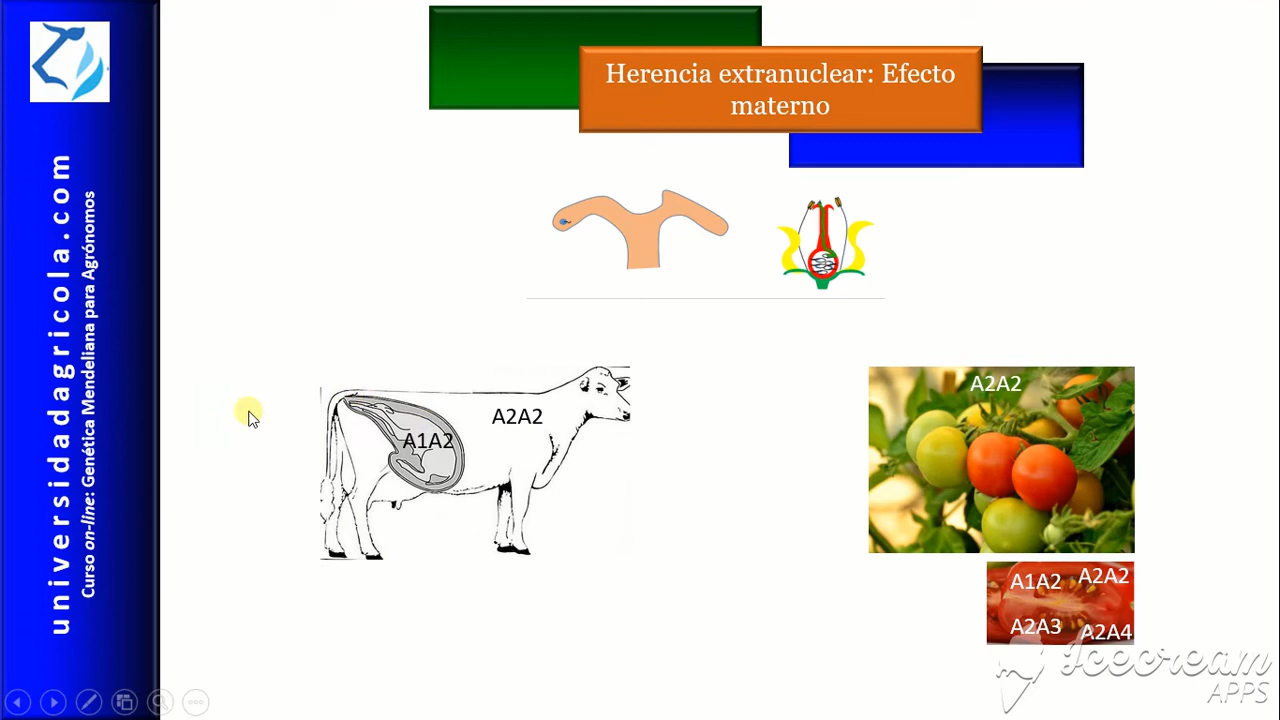 universidadagricola.com
Curso on-line: Genética Mendeliana para Agrónomos
Herencia extranuclear: Efecto
materno
A2A2
A1A2
A2A2
A1A2 A2A2
A2A3 A2A4
Icecream
APPS